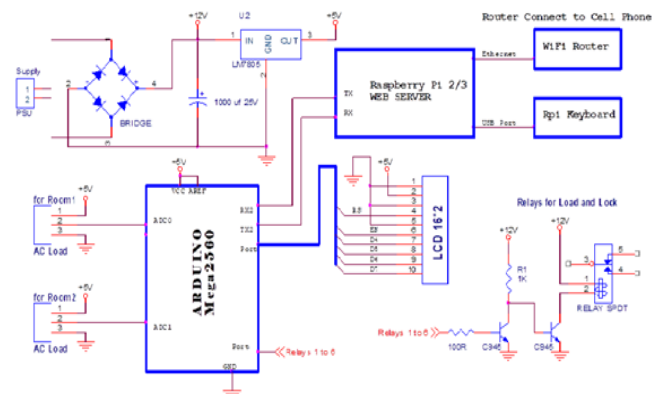 Router Connect to Cell Phone
+12V
U2
+5V
1
IN
GND
OUT
3
LM7805
2
Supply
1
2
PSU
2
4
BRIDGE
1000 uf 25V
Ethernet
WiFi Router
Raspberry Pi 2/3
WEB SERVER
TX
RX
USB Port
Rpi Keyboard
+5V
VCC AREF
+5V
for Room1
+5V
1
2
3
AC Load
ADC0
RX2
TX2
Port
ARDUINO
Mega2560
RS
EN
D4
D5
D6
D7
1
2
3
4
5
6
7
8
9
10
LCD 16*2
Relays for Load and Lock
+12V
+12V
R1
1K
3
5
4
1
2
RELAY SPDT
for Room2
+5V
1
2
3
AC Load
ADC1
Port
Relays 1 to 6
GND
Relays 1 to 6
100R
C945
C945